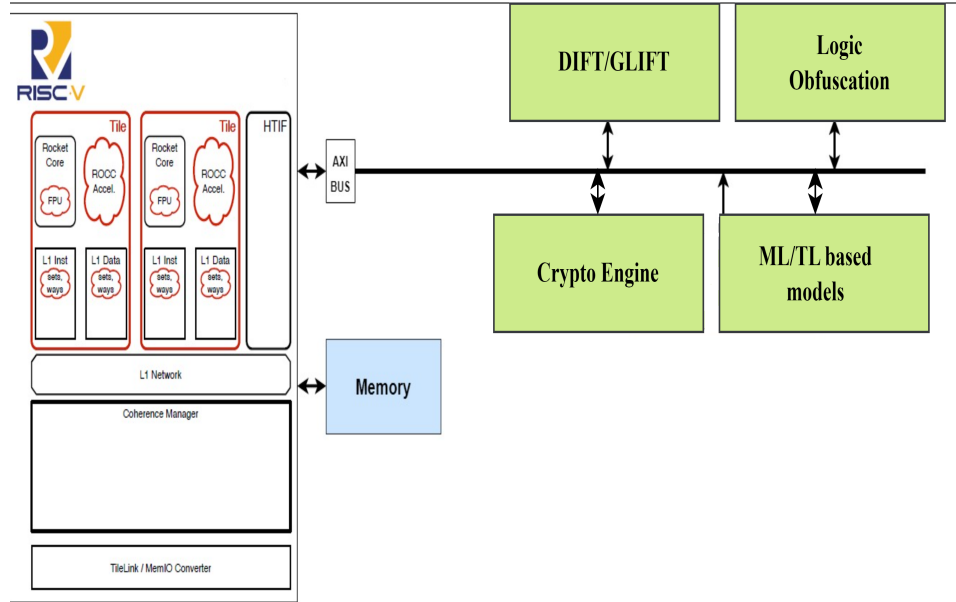 RISC-V
Tile
Tile
HTIF
Rocket
Core
ROCC
Accel.
FPU
Rocket
Core
ROCC
Accel.
FPU
L1 Inst
sets,
ways
L1 Data
sets,
ways
L1 Inst
sets,
ways
L1 Data
sets,
ways
L1 Network
Coherence Manager
TileLink / MemIO Converter
AXI
BUS
Memory
DIFT/GLIFT
Logic
Obfuscation
Crypto Engine
ML/TL based
models